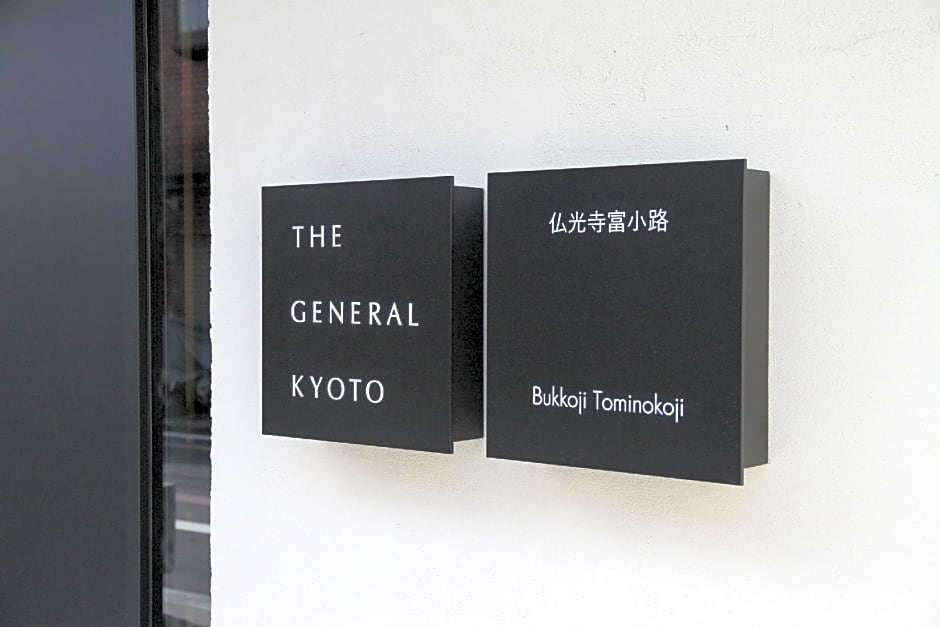 THE
GENERAL
KYOTO
仏光寺富小路
Bukkoji Tominokoji